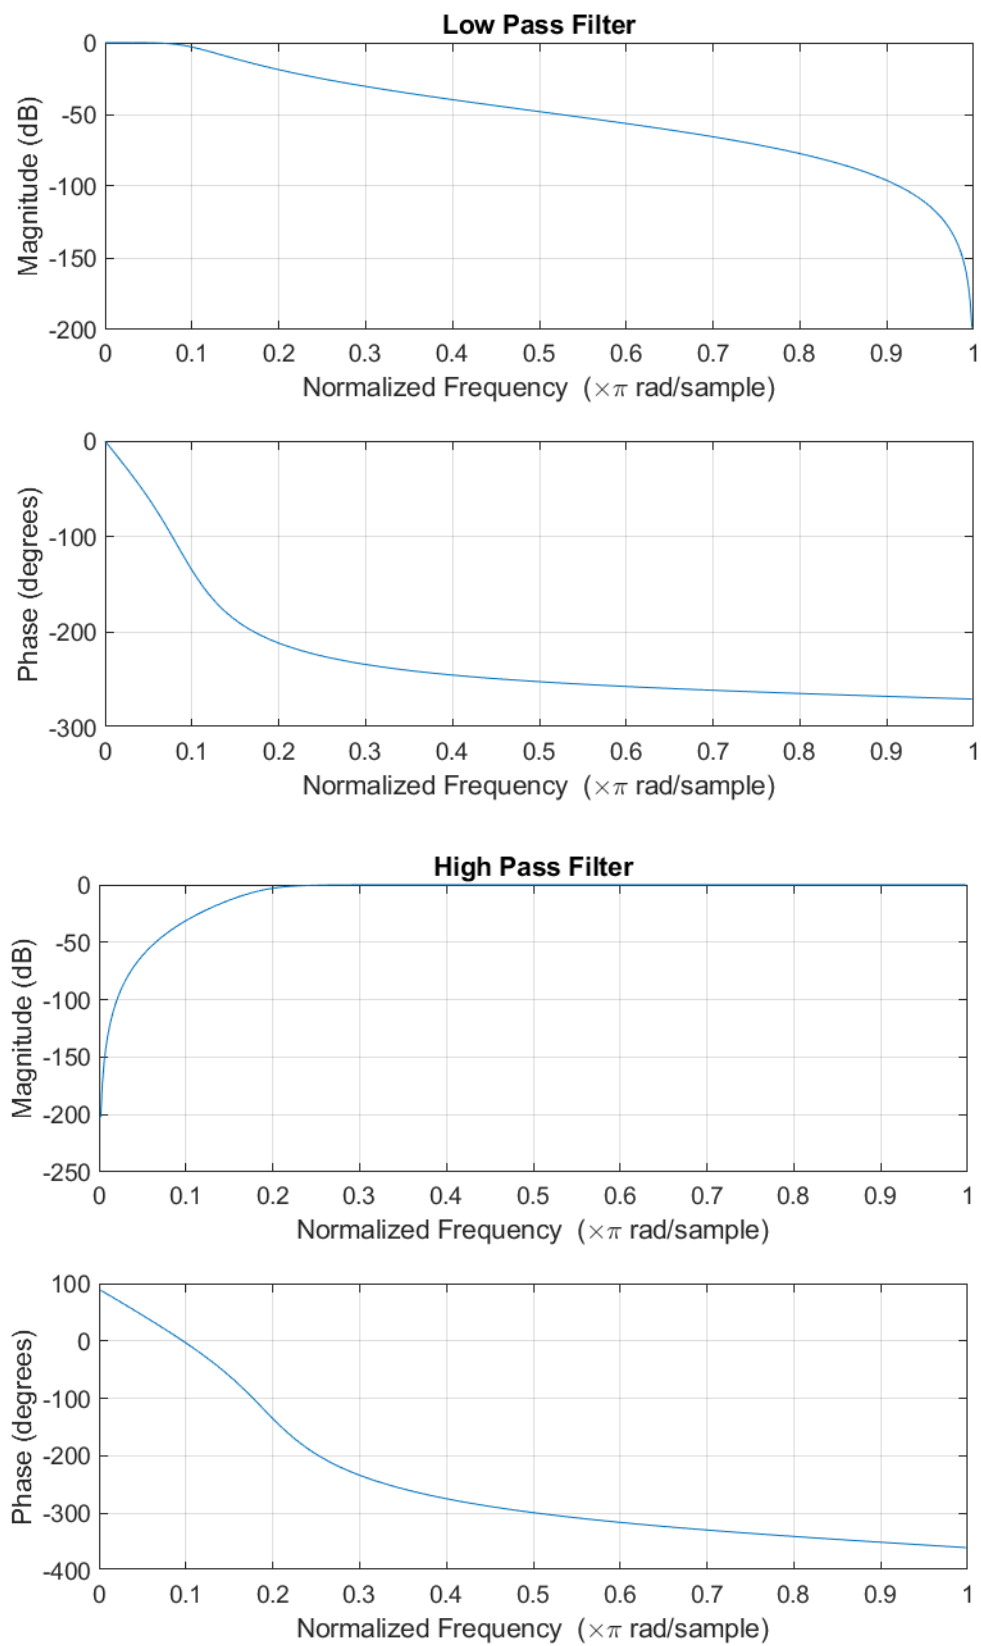 Low Pass Filter
0
-50
-100
-150
-200
Magnitude (dB)
0 0.1 0.2 0.3 0.4 0.5 0.6 0.7 0.8 0.9 1
Normalized Frequency (×π rad/sample)
0
-100
-200
-300
Phase (degrees)
0 0.1 0.2 0.3 0.4 0.5 0.6 0.7 0.8 0.9 1
Normalized Frequency (×π rad/sample)
High Pass Filter
0
-50
-100
-150
-200
-250
Magnitude (dB)
0 0.1 0.2 0.3 0.4 0.5 0.6 0.7 0.8 0.9 1
Normalized Frequency (×π rad/sample)
100
0
-100
-200
-300
-400
Phase (degrees)
0 0.1 0.2 0.3 0.4 0.5 0.6 0.7 0.8 0.9 1
Normalized Frequency (×π rad/sample)